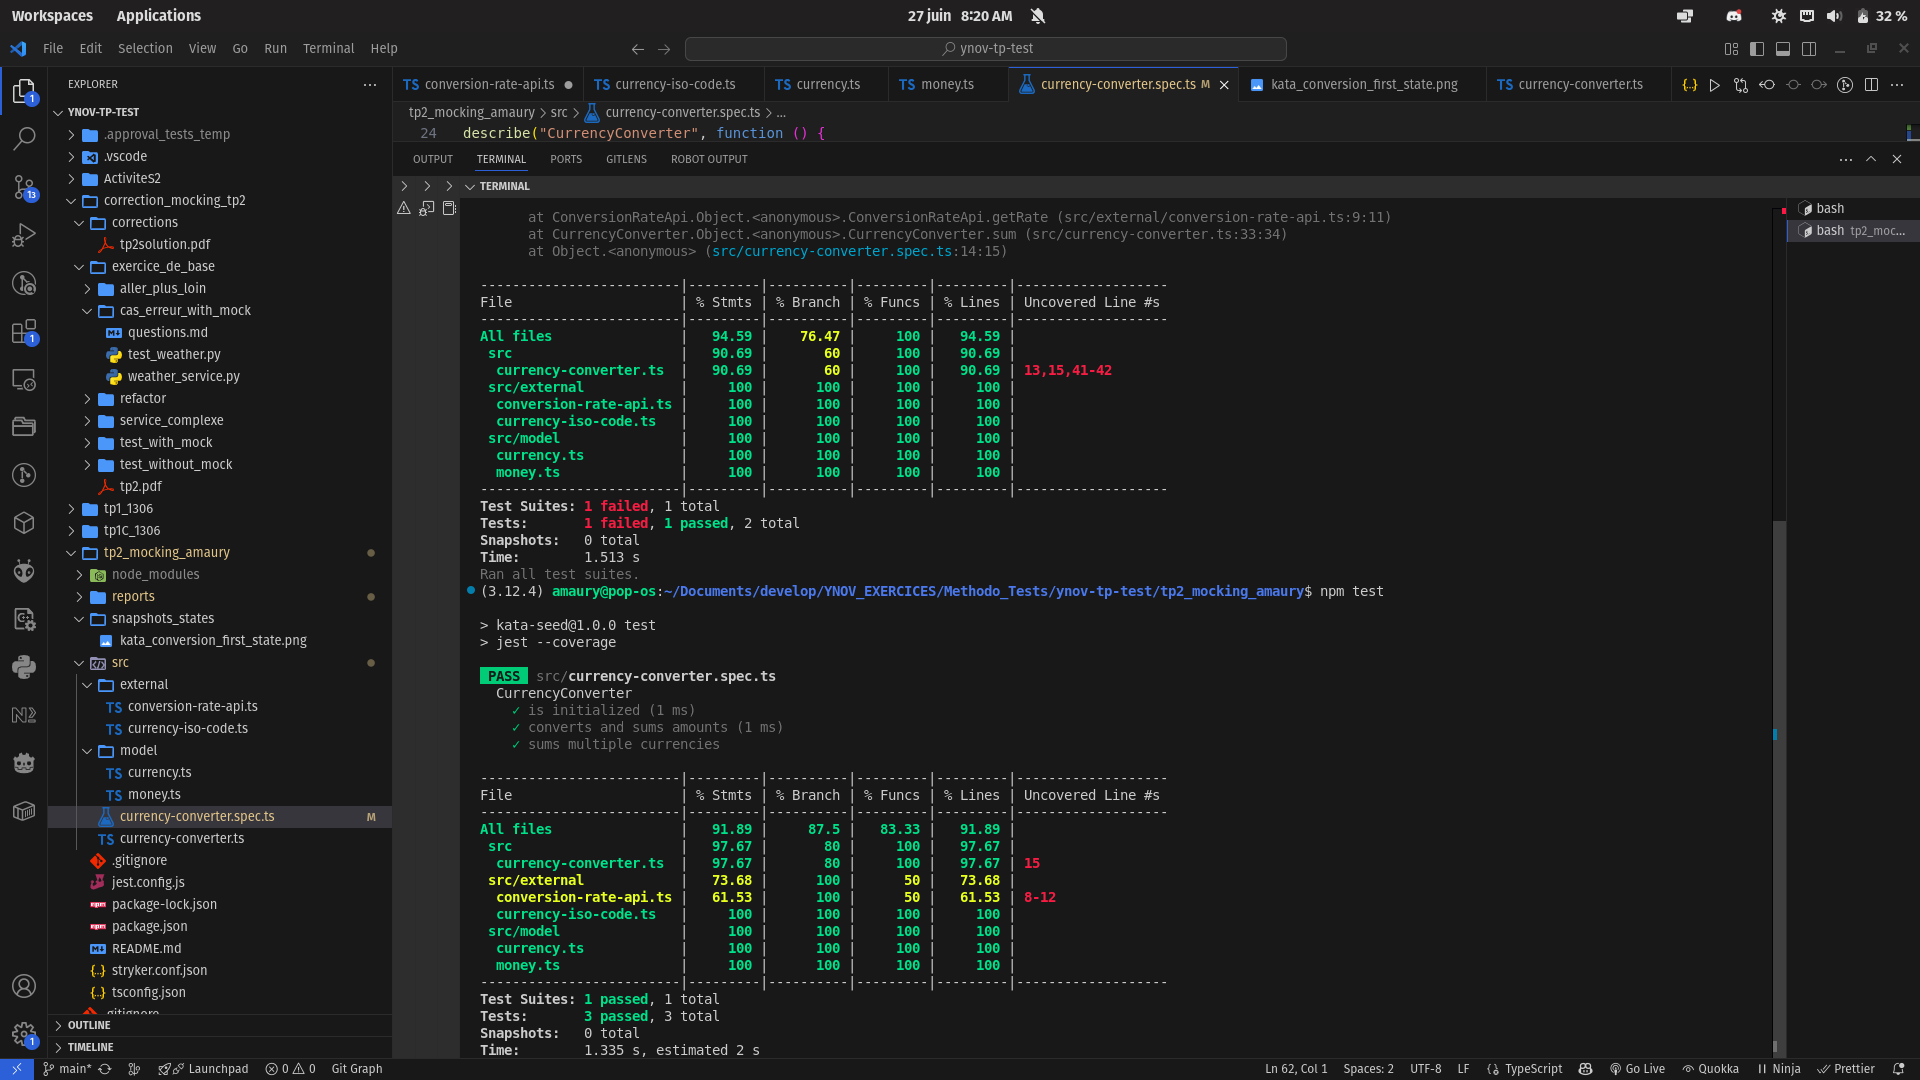 Workspaces Applications 27 juin 8:20 AM 32 %
File Edit Selection View Go Run Terminal Help ynov-tp-test
EXPLORER
conversion-rate-api.ts currency-iso-code.ts currency.ts money.ts currency-converter.spec.ts M kata_conversion_first_state.png currency-converter.ts
tp2_mocking_amaury > src > currency-converter.spec.ts > ...
24 describe("CurrencyConverter", function () {
OUTPUT TERMINAL PORTS GITLENS ROBOT OUTPUT
TERMINAL
YNOV-TP-TEST
.approval_tests_temp
.vscode
ActiviteS2
correction_mocking_tp2
corrections
tp2solution.pdf
exercice_de_base
aller_plus_loin
cas_erreur_with_mock
questions.md
test_weather.py
weather_service.py
refactor
service_complexe
test_with_mock
test_without_mock
tp2.pdf
tp1_1306
tp1C_1306
tp2_mocking_amaury
node_modules
reports
snapshots_states
kata_conversion_first_state.png
src
external
conversion-rate-api.ts
currency-iso-code.ts
model
currency.ts
money.ts
currency-converter.spec.ts M
currency-converter.ts
.gitignore
jest.config.js
package-lock.json
package.json
README.md
stryker.conf.json
tsconfig.json
.gitignore
OUTLINE
TIMELINE
at ConversionRateApi.Object.<anonymous>.ConversionRateApi.getRate (src/external/conversion-rate-api.ts:9:11)
at CurrencyConverter.Object.<anonymous>.CurrencyConverter.sum (src/currency-converter.ts:33:34)
at Object.<anonymous> (src/currency-converter.spec.ts:14:15)
-------------------------|---------|----------|---------|---------|-------------------
File | % Stmts | % Branch | % Funcs | % Lines | Uncovered Line #s
-------------------------|---------|----------|---------|---------|-------------------
All files | 94.59 | 76.47 | 100 | 94.59 |
src | 90.69 | 60 | 100 | 90.69 |
currency-converter.ts | 90.69 | 60 | 100 | 90.69 | 13,15,41-42
src/external | 100 | 100 | 100 | 100 |
conversion-rate-api.ts | 100 | 100 | 100 | 100 |
currency-iso-code.ts | 100 | 100 | 100 | 100 |
src/model | 100 | 100 | 100 | 100 |
currency.ts | 100 | 100 | 100 | 100 |
money.ts | 100 | 100 | 100 | 100 |
-------------------------|---------|----------|---------|---------|-------------------
Test Suites: 1 failed, 1 total
Tests: 1 failed, 1 passed, 2 total
Snapshots: 0 total
Time: 1.513 s
Ran all test suites.
(3.12.4) amaury@pop-os:~/Documents/develop/YNOV_EXERCICES/Methodo_Tests/ynov-tp-test/tp2_mocking_amaury$ npm test
> kata-seed@1.0.0 test
> jest --coverage
PASS src/currency-converter.spec.ts
CurrencyConverter
✓ is initialized (1 ms)
✓ converts and sums amounts (1 ms)
✓ sums multiple currencies
-------------------------|---------|----------|---------|---------|-------------------
File | % Stmts | % Branch | % Funcs | % Lines | Uncovered Line #s
-------------------------|---------|----------|---------|---------|-------------------
All files | 91.89 | 87.5 | 83.33 | 91.89 |
src | 97.67 | 80 | 100 | 97.67 |
currency-converter.ts | 97.67 | 80 | 100 | 97.67 | 15
src/external | 73.68 | 100 | 50 | 73.68 |
conversion-rate-api.ts | 61.53 | 100 | 50 | 61.53 | 8-12
currency-iso-code.ts | 100 | 100 | 100 | 100 |
src/model | 100 | 100 | 100 | 100 |
currency.ts | 100 | 100 | 100 | 100 |
money.ts | 100 | 100 | 100 | 100 |
-------------------------|---------|----------|---------|---------|-------------------
Test Suites: 1 passed, 1 total
Tests: 3 passed, 3 total
Snapshots: 0 total
Time: 1.335 s, estimated 2 s
bash
bash tp2_moc...
main* Launchpad 0 0 Git Graph Ln 62, Col 1 Spaces: 2 UTF-8 LF TypeScript Go Live Quokka Ninja Prettier